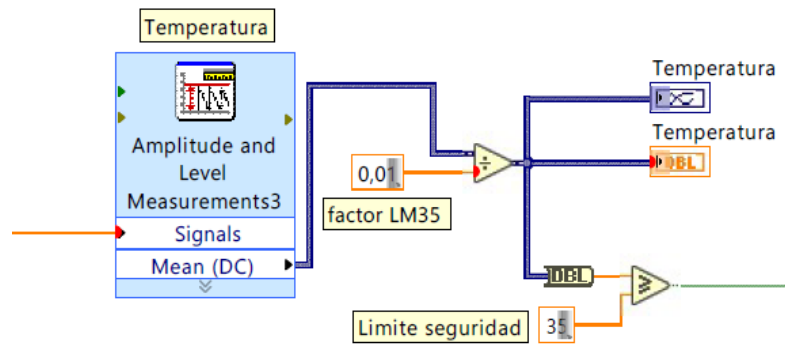 Temperatura
Amplitude and
Level
Measurements3
Signals
Mean (DC)
0,01
factor LM35
÷
Temperatura
Temperatura
DBL
DBL
≥
Limite seguridad
35